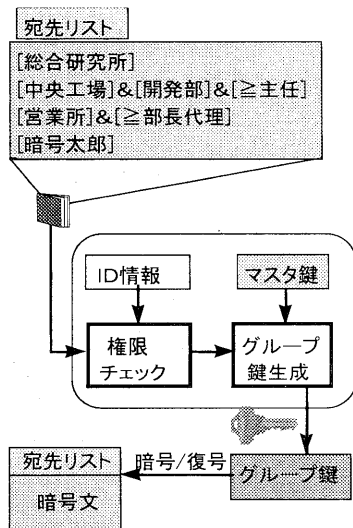 宛先リスト
[総合研究所]
[中央工場]&[開発部]&[≧主任]
[営業所]&[≧部長代理]
[暗号太郎]
ID情報
マスタ鍵
権限
チェック
グループ
鍵生成
宛先リスト
暗号/復号
グループ鍵
暗号文